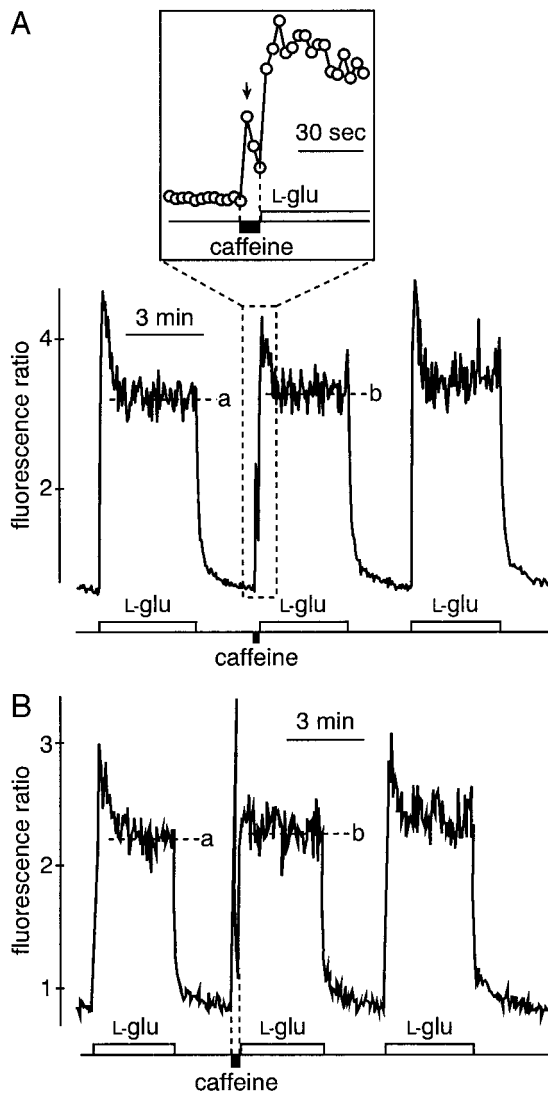 A
30 sec
L-glu
caffeine
3 min
4
2
fluorescence ratio
a
b
L-glu
L-glu
L-glu
caffeine
B
3 min
3
2
1
fluorescence ratio
a
b
L-glu
L-glu
L-glu
caffeine